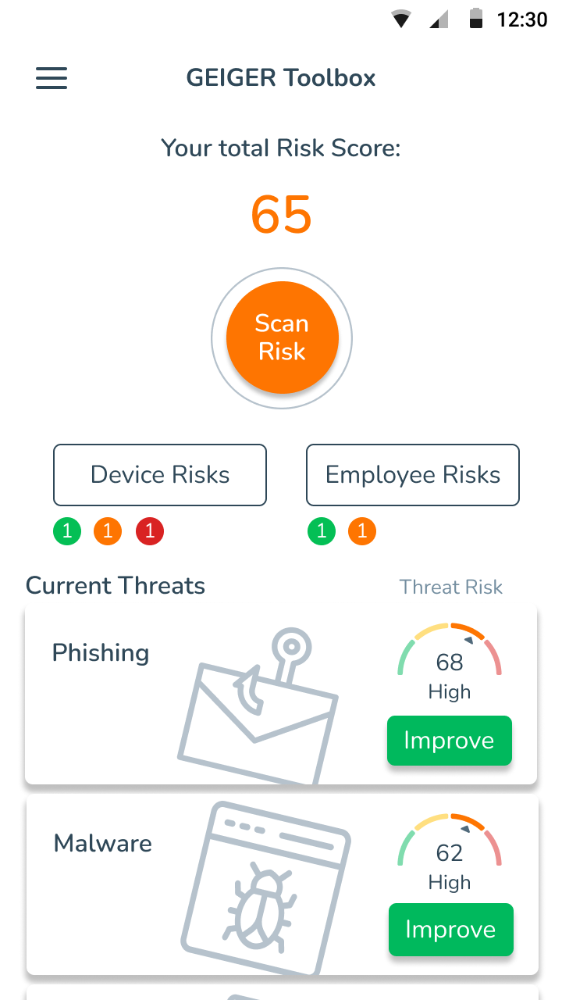 12:30
GEIGER Toolbox
Your total Risk Score:
65
Scan
Risk
Device Risks
Employee Risks
1 1 1
1 1
Current Threats
Threat Risk
Phishing
68
High
Improve
Malware
62
High
Improve